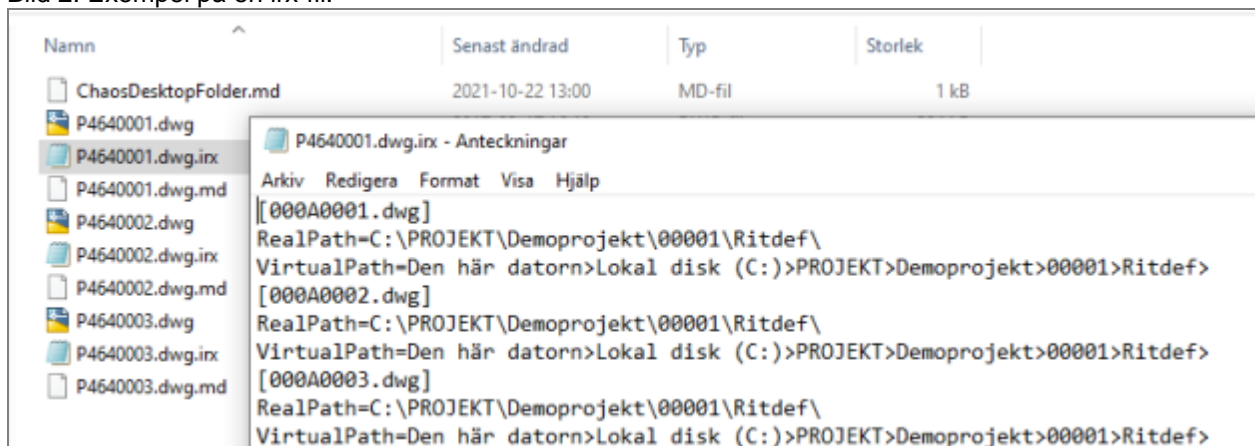 Namn Senast ändrad Typ Storlek
ChaosDesktopFolder.md 2021-10-22 13:00 MD-fil 1 kB
P4640001.dwg
P4640001.dwg.irx
P4640001.dwg.md
P4640002.dwg
P4640002.dwg.irx
P4640002.dwg.md
P4640003.dwg
P4640003.dwg.irx
P4640003.dwg.md
P4640001.dwg.irx - Anteckningar
Arkiv Redigera Format Visa Hjälp
[000A0001.dwg]
RealPath=C:\PROJEKT\Demoprojekt\00001\Ritdef\
VirtualPath=Den här datorn>Lokal disk (C:)>PROJEKT>Demoprojekt>00001>Ritdef>
[000A0002.dwg]
RealPath=C:\PROJEKT\Demoprojekt\00001\Ritdef\
VirtualPath=Den här datorn>Lokal disk (C:)>PROJEKT>Demoprojekt>00001>Ritdef>
[000A0003.dwg]
RealPath=C:\PROJEKT\Demoprojekt\00001\Ritdef\
VirtualPath=Den här datorn>Lokal disk (C:)>PROJEKT>Demoprojekt>00001>Ritdef>